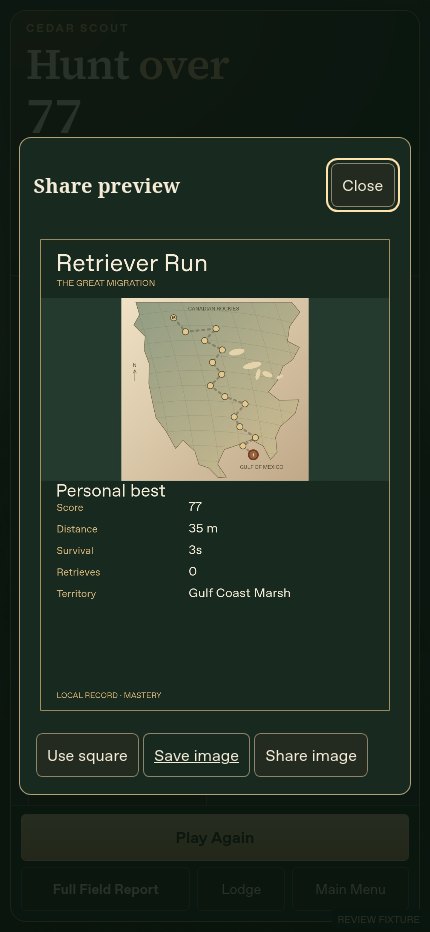 CEDAR SCOUT
Hunt over
77
Share preview
Close
Retriever Run
THE GREAT MIGRATION
CANADIAN ROCKIES
N
GULF OF MEXICO
Personal best
Score 77
Distance 35 m
Survival 3s
Retrieves 0
Territory Gulf Coast Marsh
LOCAL RECORD · MASTERY
Use square
Save image
Share image
Play Again
Full Field Report
Lodge
Main Menu
REVIEW FIXTURE